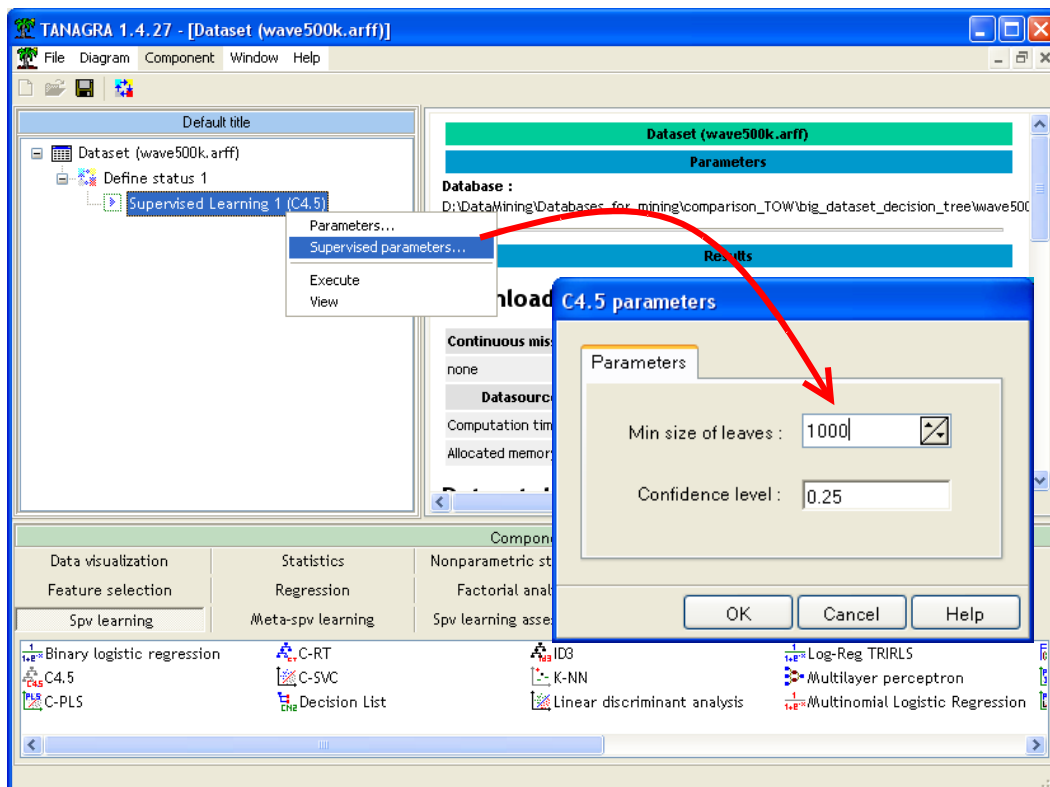 TANAGRA 1.4.27 - [Dataset (wave500k.arff)]
File Diagram Component Window Help
Default title
Dataset (wave500k.arff)
Define status 1
Supervised Learning 1 (C4.5)
Parameters...
Supervised parameters...
Execute
View
Dataset (wave500k.arff)
Parameters
Database :
D:\DataMining\Databases_for_mining\comparison_TOW\big_dataset_decision_tree\wave500
Results
Continuous mis
none
Datasource
Computation tim
Allocated memor
C4.5 parameters
Parameters
Min size of leaves : 1000
Confidence level : 0.25
OK Cancel Help
Compon
Data visualization Statistics Nonparametric st
Feature selection Regression Factorial anal
Spv learning Meta-spv learning Spv learning asse
Binary logistic regression C-RT ID3 Log-Reg TRIRLS
C4.5 C-SVC K-NN Multilayer perceptron
C-PLS Decision List Linear discriminant analysis Multinomial Logistic Regression